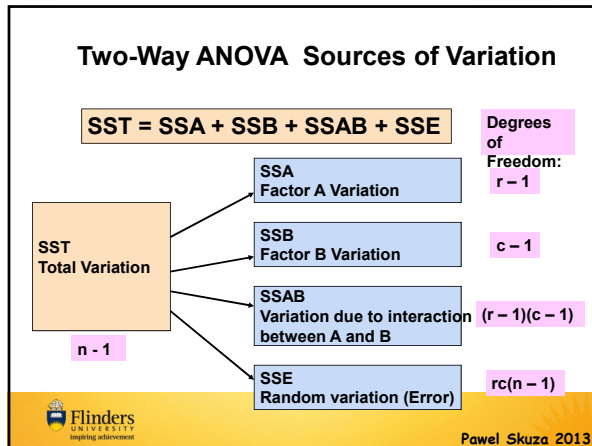 Two-Way ANOVA Sources of Variation
SST = SSA + SSB + SSAB + SSE
Degrees
of
Freedom:
SSA
Factor A Variation
r – 1
SST
Total Variation
SSB
Factor B Variation
c – 1
SSAB
Variation due to interaction
between A and B
(r – 1)(c – 1)
n - 1
SSE
Random variation (Error)
rc(n – 1)
Flinders
UNIVERSITY
inspiring achievement
Pawel Skuza 2013